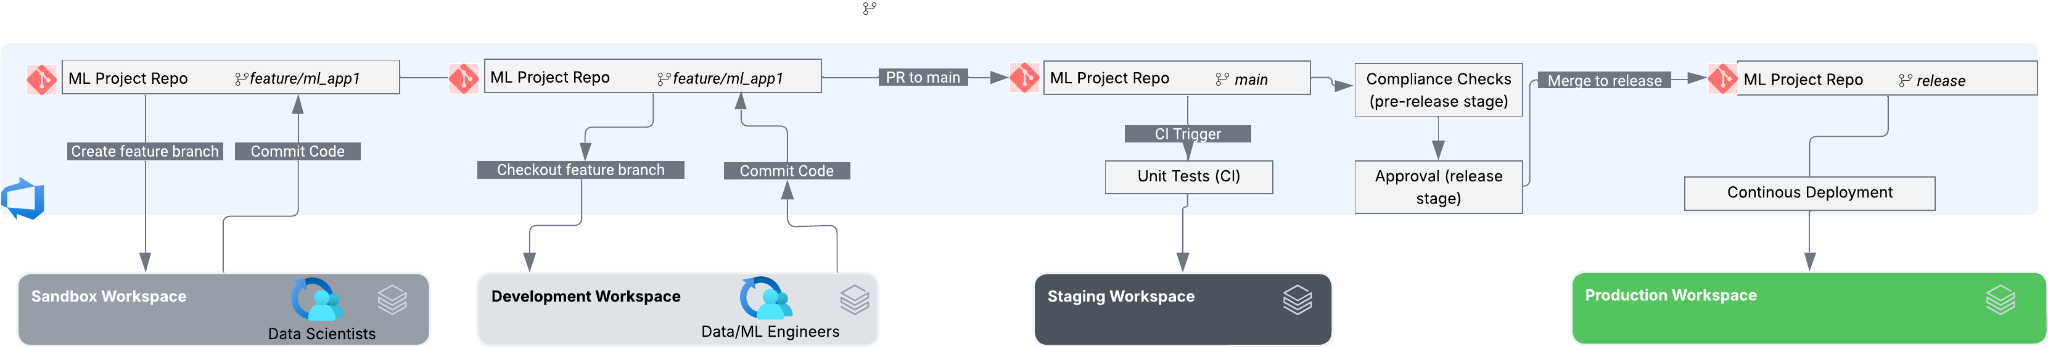 ML Project Repo feature/ml_app1
ML Project Repo feature/ml_app1
PR to main
ML Project Repo main
Compliance Checks
(pre-release stage)
Merge to release
ML Project Repo release
Create feature branch
Commit Code
Checkout feature branch
Commit Code
CI Trigger
Unit Tests (CI)
Approval (release
stage)
Continous Deployment
Sandbox Workspace
Data Scientists
Development Workspace
Data/ML Engineers
Staging Workspace
Production Workspace